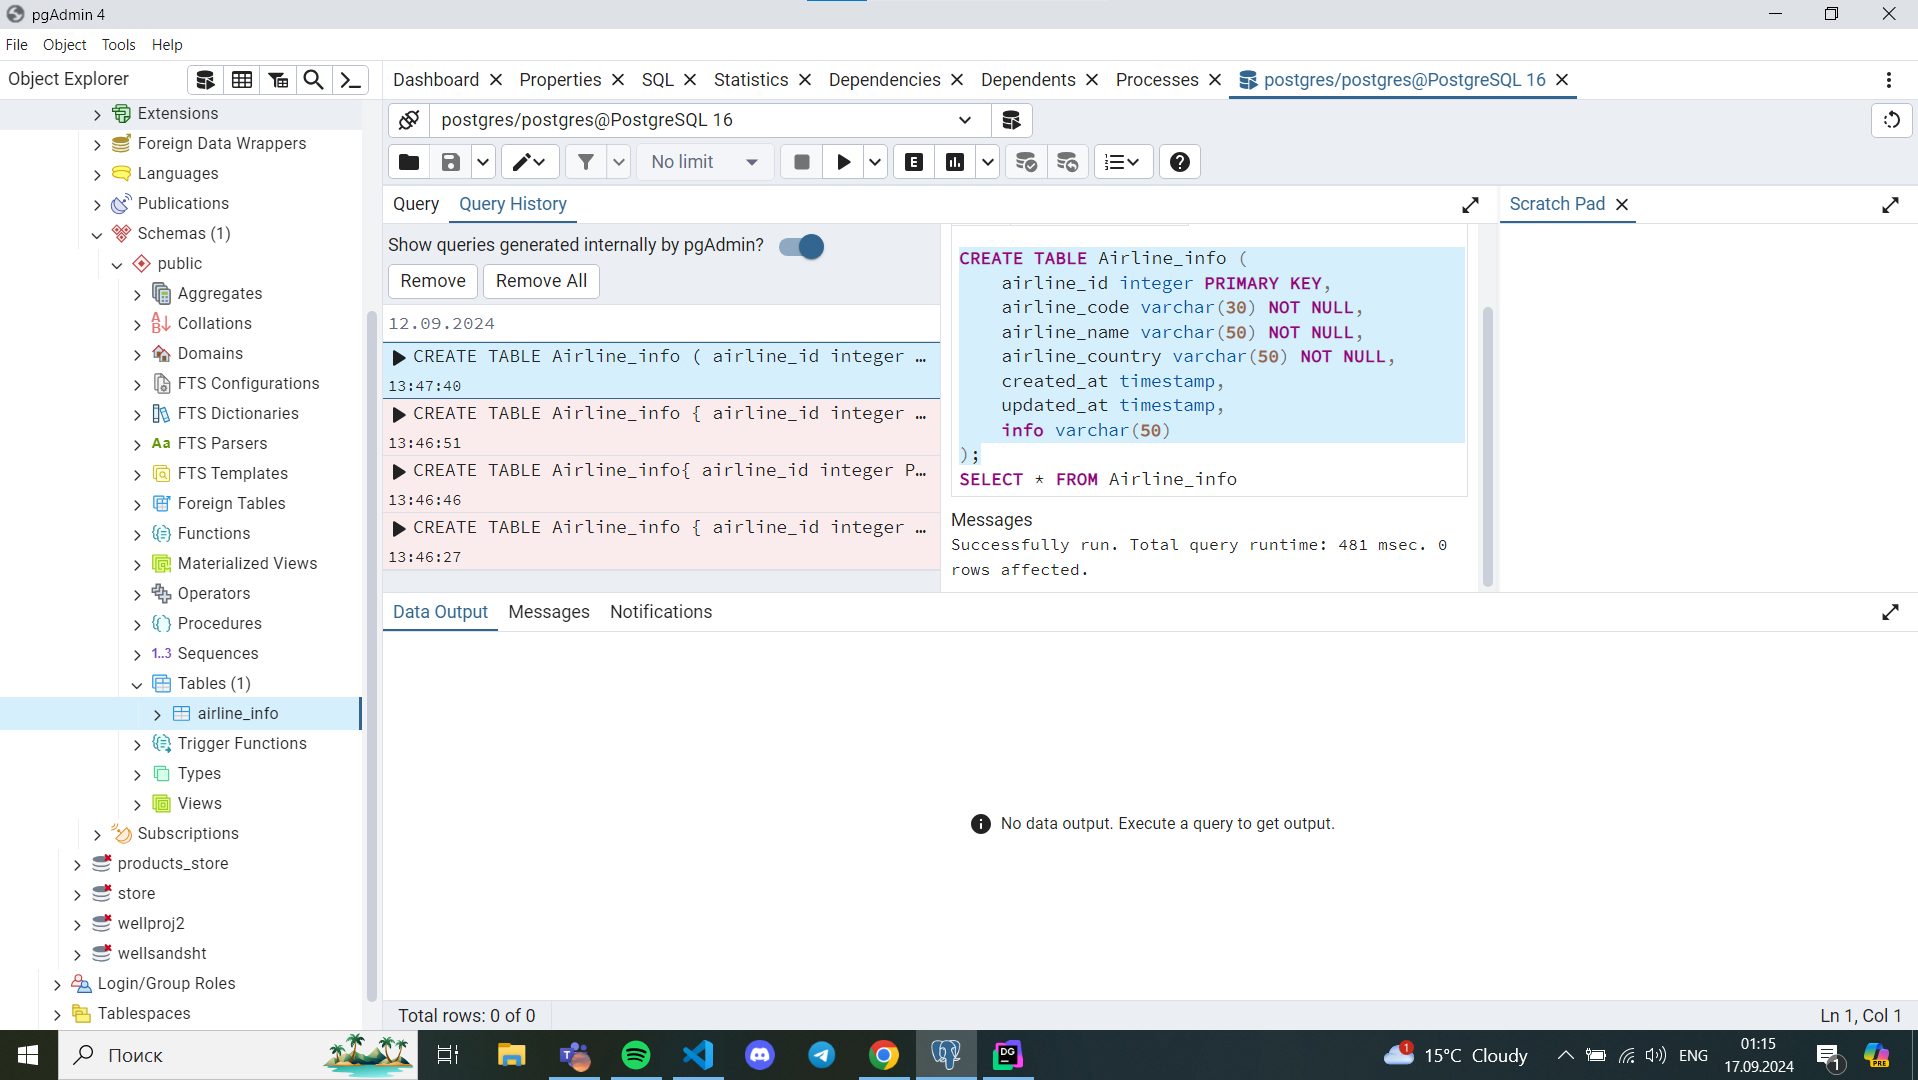 pgAdmin 4
File Object Tools Help
Object Explorer
Dashboard Properties SQL Statistics Dependencies Dependents Processes postgres/postgres@PostgreSQL 16
Extensions
Foreign Data Wrappers
Languages
Publications
Schemas (1)
public
Aggregates
Collations
Domains
FTS Configurations
FTS Dictionaries
Aa FTS Parsers
FTS Templates
Foreign Tables
Functions
Materialized Views
Operators
Procedures
1..3 Sequences
Tables (1)
airline_info
Trigger Functions
Types
Views
Subscriptions
products_store
store
wellproj2
wellsandsht
Login/Group Roles
Tablespaces
postgres/postgres@PostgreSQL 16
No limit
E
Query Query History
Scratch Pad
Show queries generated internally by pgAdmin?
Remove Remove All
12.09.2024
CREATE TABLE Airline_info ( airline_id integer …
13:47:40
CREATE TABLE Airline_info { airline_id integer …
13:46:51
CREATE TABLE Airline_info{ airline_id integer P…
13:46:46
CREATE TABLE Airline_info { airline_id integer …
13:46:27
CREATE TABLE Airline_info (
airline_id integer PRIMARY KEY,
airline_code varchar(30) NOT NULL,
airline_name varchar(50) NOT NULL,
airline_country varchar(50) NOT NULL,
created_at timestamp,
updated_at timestamp,
info varchar(50)
);
SELECT * FROM Airline_info
Messages
Successfully run. Total query runtime: 481 msec. 0
rows affected.
Data Output Messages Notifications
No data output. Execute a query to get output.
Total rows: 0 of 0
Ln 1, Col 1
Поиск
DG
1
15°C Cloudy
ENG
01:15
17.09.2024
1
PRE